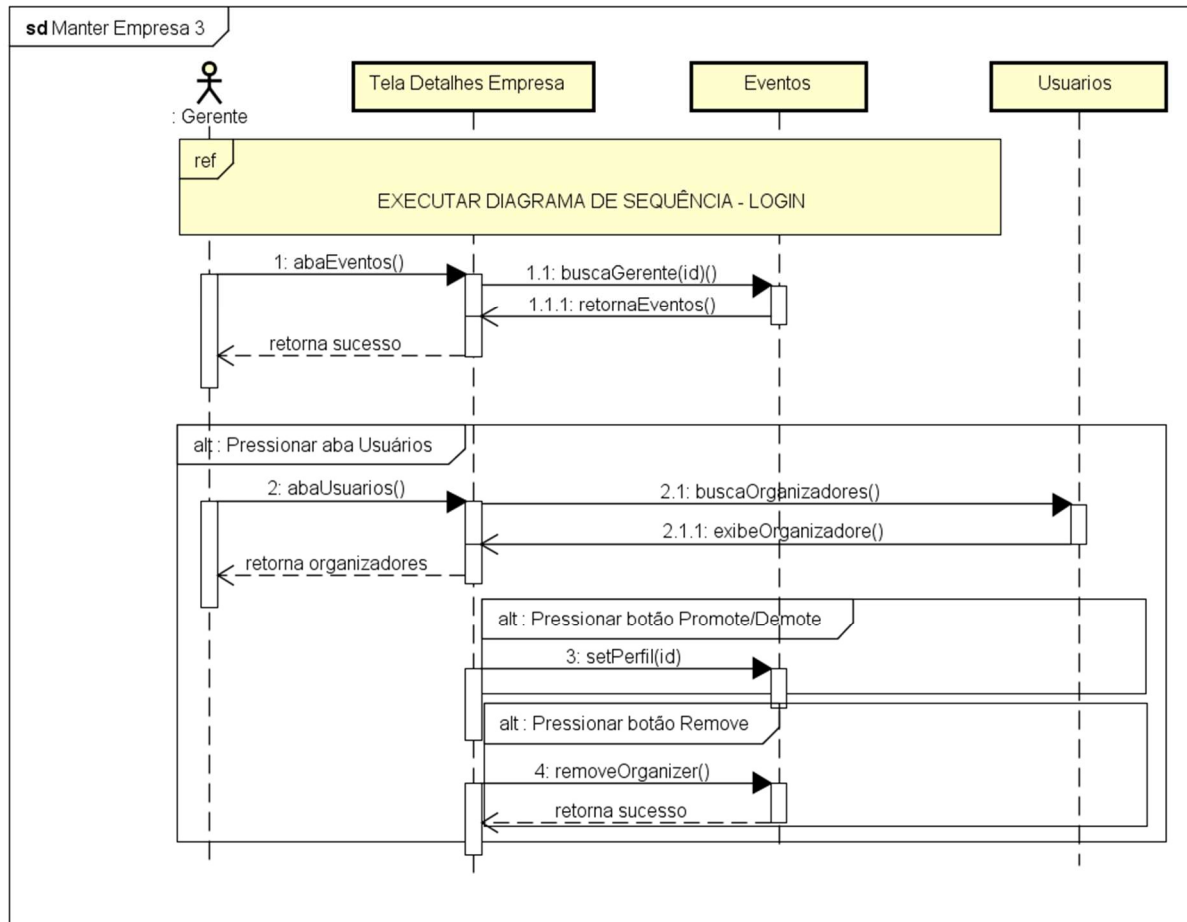 sd Manter Empresa 3
: Gerente
Tela Detalhes Empresa
Eventos
Usuarios
ref
EXECUTAR DIAGRAMA DE SEQUÊNCIA - LOGIN
1: abaEventos()
1.1: buscaGerente(id)()
1.1.1: retornaEventos()
retorna sucesso
alt : Pressionar aba Usuários
2: abaUsuarios()
2.1: buscaOrganizadores()
2.1.1: exibeOrganizadore()
retorna organizadores
alt : Pressionar botão Promote/Demote
3: setPerfil(id)
alt : Pressionar botão Remove
4: removeOrganizer()
retorna sucesso